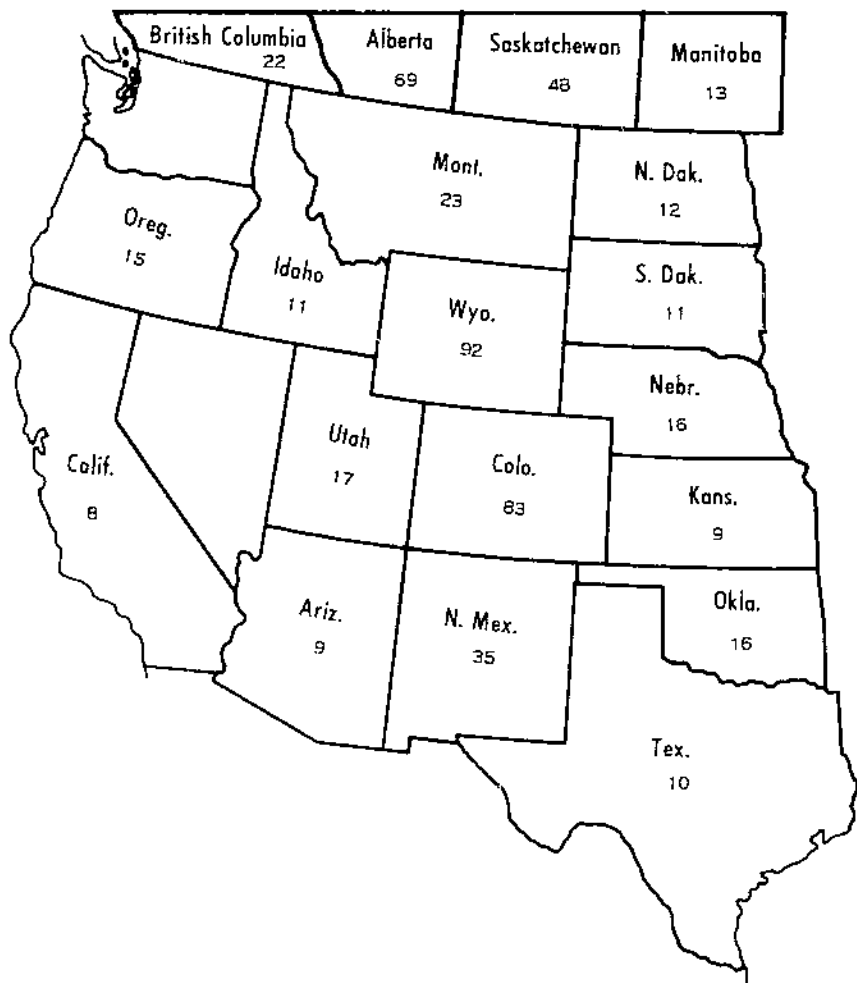 British Columbia
22
Alberta
69
Saskatchewan
48
Manitoba
13
Mont.
23
N. Dak.
12
Oreg.
15
Idaho
11
Wyo.
92
S. Dak.
11
Nebr.
16
Calif.
8
Utah
17
Colo.
83
Kans.
9
Ariz.
9
N. Mex.
35
Okla.
16
Tex.
10